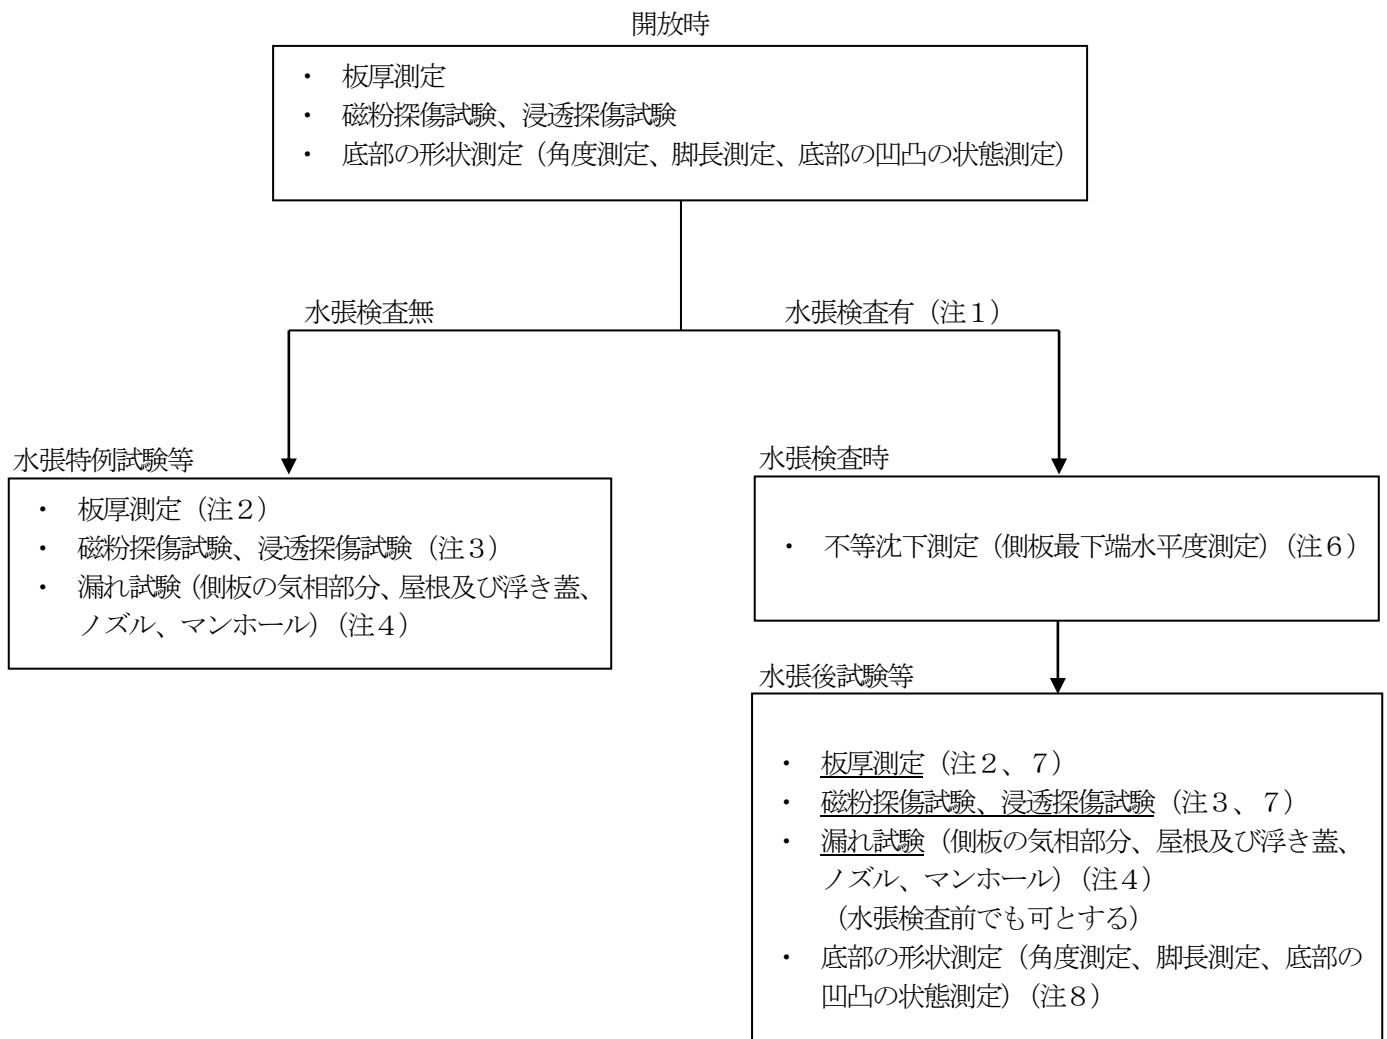 開放時
・ 板厚測定
・ 磁粉探傷試験、浸透探傷試験
・ 底部の形状測定（角度測定、脚長測定、底部の凹凸の状態測定）
水張検査無
水張検査有（注１）
水張特例試験等
・ 板厚測定（注２）
・ 磁粉探傷試験、浸透探傷試験（注３）
・ 漏れ試験（側板の気相部分、屋根及び浮き蓋、
ノズル、マンホール）（注４）
水張検査時
・ 不等沈下測定（側板最下端水平度測定）（注６）
水張後試験等
・ 板厚測定（注２、７）
・ 磁粉探傷試験、浸透探傷試験（注３、７）
・ 漏れ試験（側板の気相部分、屋根及び浮き蓋、
ノズル、マンホール）（注４）
（水張検査前でも可とする）
・ 底部の形状測定（角度測定、脚長測定、底部の
凹凸の状態測定）（注８）